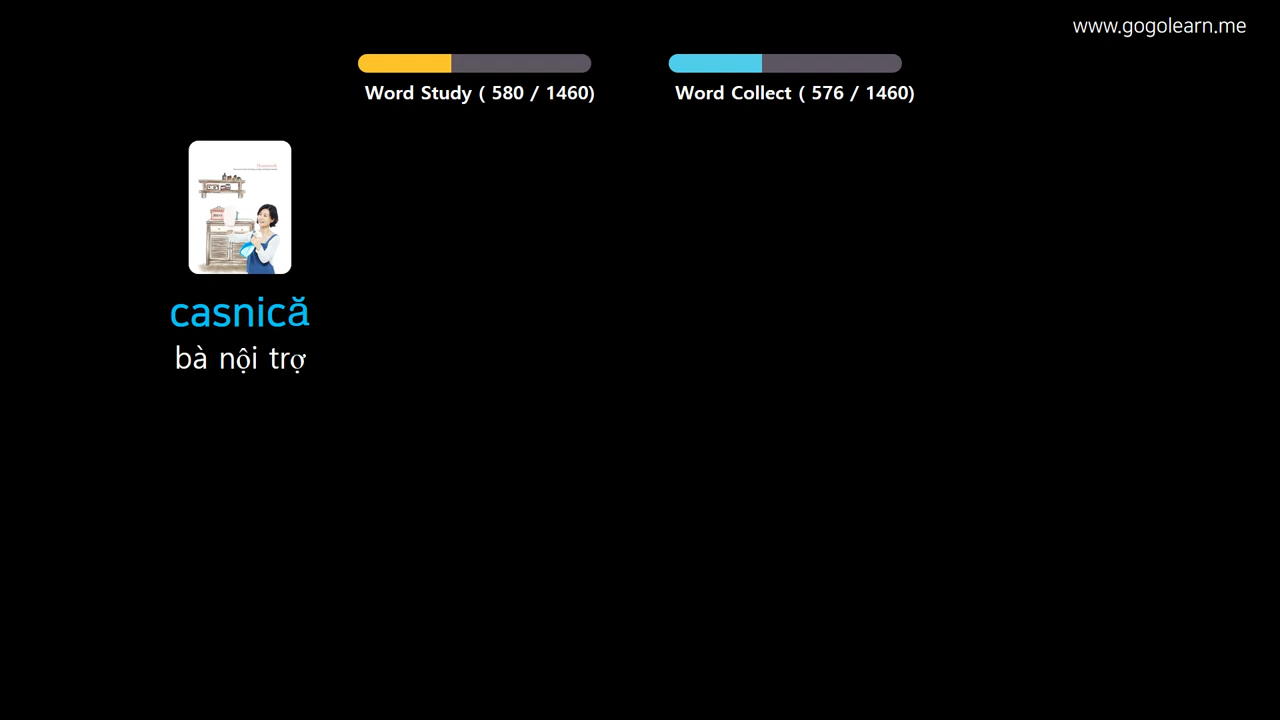 www.gogolearn.me
Word Study ( 580 / 1460)
Word Collect ( 576 / 1460)
casnică
bà nội trợ